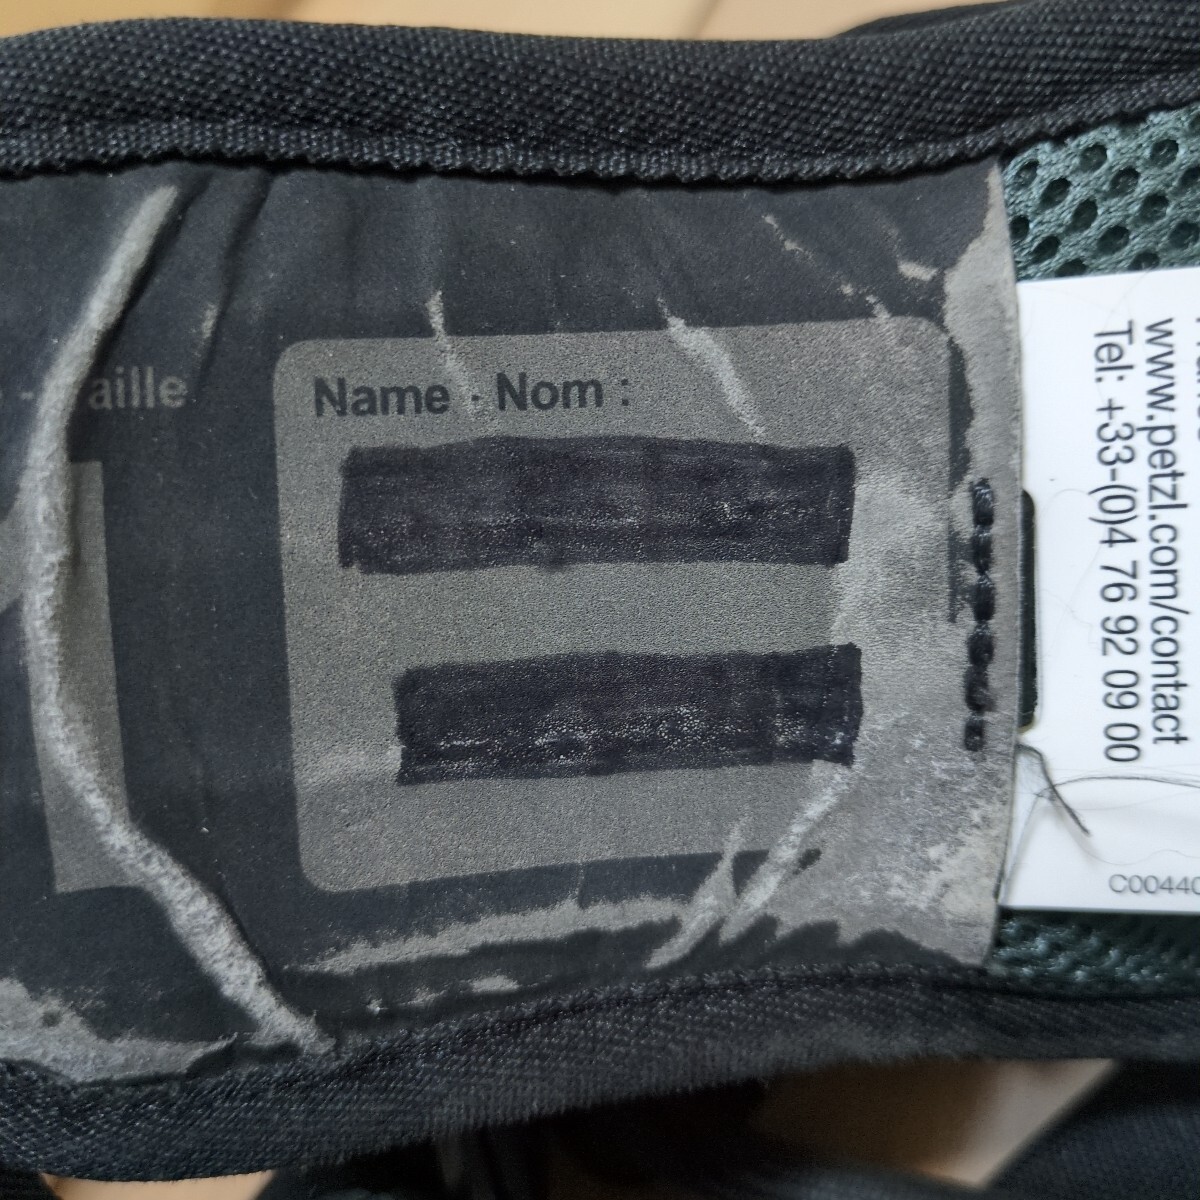 aille
Name - Nom :
www.petzl.com/contact
Tel: +33-(0)4 76 92 09 00
C00440